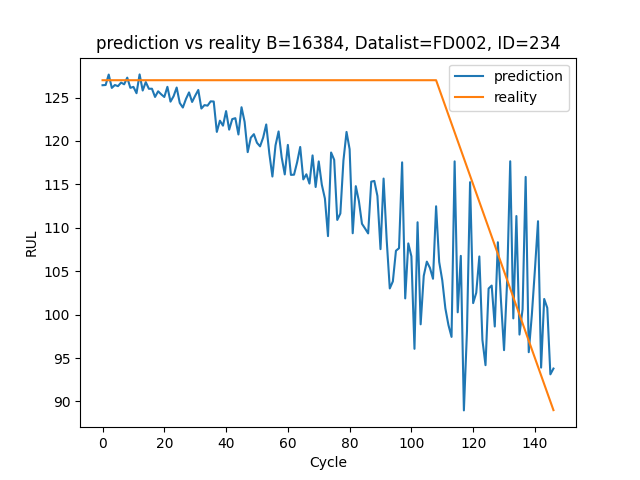 prediction vs reality B=16384, Datalist=FD002, ID=234
prediction
reality
125
120
115
110
105
100
95
90
RUL
0 20 40 60 80 100 120 140
Cycle